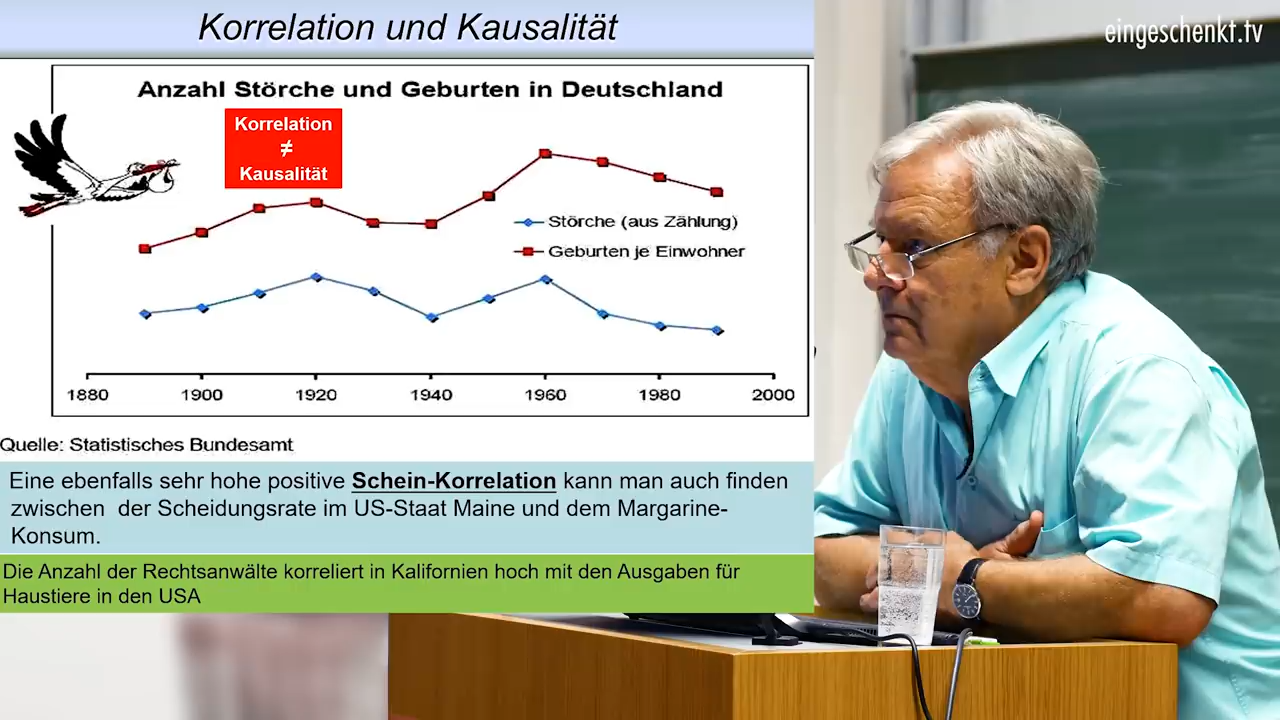 Korrelation und Kausalität
eingeschenkt.tv
Anzahl Störche und Geburten in Deutschland
Korrelation
≠
Kausalität
Störche (aus Zählung)
Geburten je Einwohner
1880 1900 1920 1940 1960 1980 2000
Quelle: Statistisches Bundesamt
Eine ebenfalls sehr hohe positive Schein-Korrelation kann man auch finden
zwischen der Scheidungsrate im US-Staat Maine und dem Margarine-
Konsum.
Die Anzahl der Rechtsanwälte korreliert in Kalifornien hoch mit den Ausgaben für
Haustiere in den USA